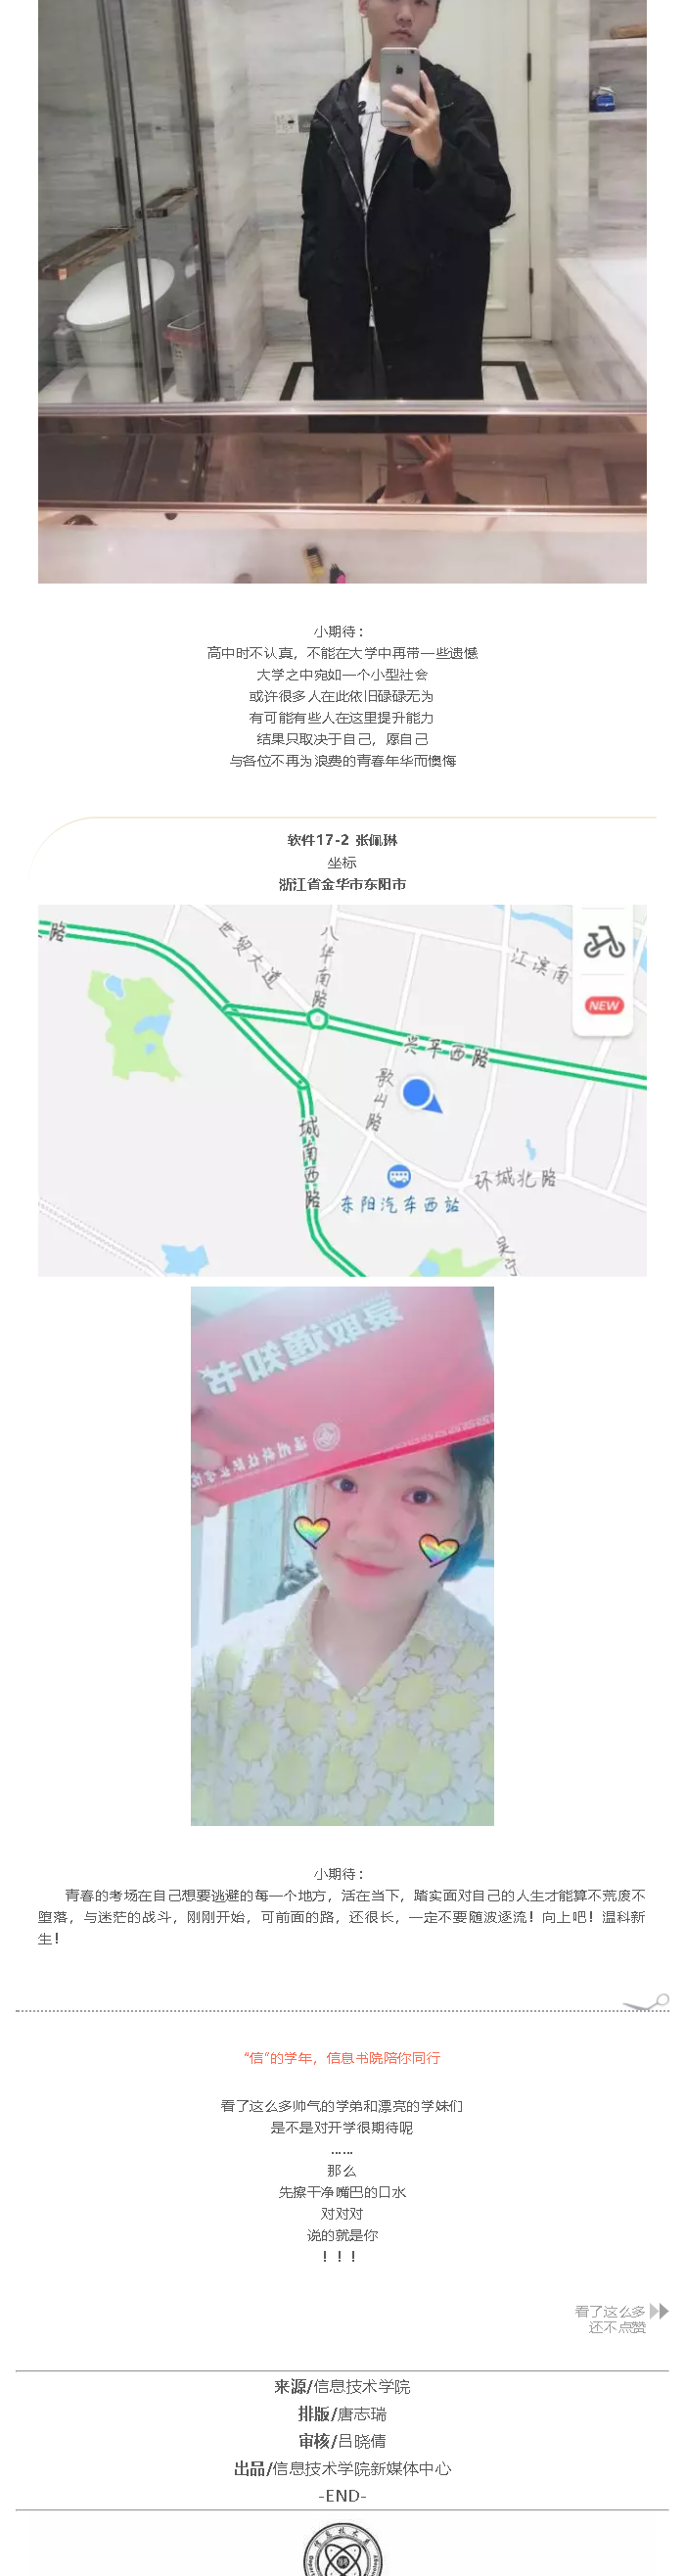 小期待：
高中时不认真，不能在大学中再带一些遗憾
大学之中宛如一个小型社会
或许很多人在此依旧碌碌无为
有可能有些人在这里提升能力
结果只取决于自己，愿自己
与各位不再为浪费的青春年华而懊悔
软件17-2 张佩琳
坐标
浙江省金华市东阳市
路
世贸大道
八华南路
江滨南
NEW
兴平西路
歌山路
城南西路
环城北路
东阳汽车西站
吴宁
录取通知书
温州科技职业学院
小期待：
青春的考场在自己想要逃避的每一个地方，活在当下，踏实面对自己的人生才能算不荒废不
堕落，与迷茫的战斗，刚刚开始，可前面的路，还很长，一定不要随波逐流！向上吧！温科新
生！
“信”的学年，信息书院陪你同行
看了这么多帅气的学弟和漂亮的学妹们
是不是对开学很期待呢
......
那么
先擦干净嘴巴的口水
对对对
说的就是你
！！！
看了这么多
还不点赞
来源/信息技术学院
排版/唐志瑞
审核/吕晓倩
出品/信息技术学院新媒体中心
-END-